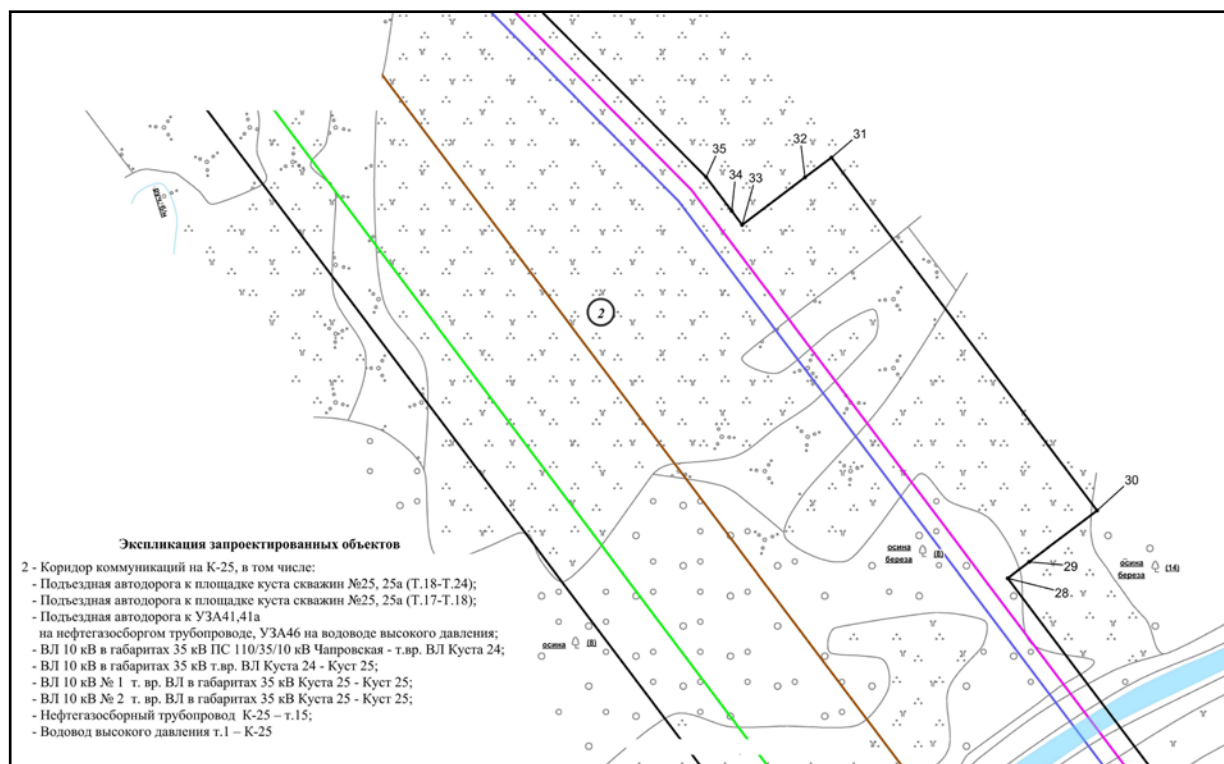 31
32
35
34
33
руч.б/н
2
30
осина
береза
(8)
29
осина
береза
(14)
28
осина
(8)
Экспликация запроектированных объектов
2 - Коридор коммуникаций на К-25, в том числе:
- Подъездная автодорога к площадке куста скважин №25, 25а (Т.18-Т.24);
- Подъездная автодорога к площадке куста скважин №25, 25а (Т.17-Т.18);
- Подъездная автодорога к УЗА41,41а
на нефтегазосборгом трубопроводе, УЗА46 на водоводе высокого давления;
- ВЛ 10 кВ в габаритах 35 кВ ПС 110/35/10 кВ Чапровская - т.вр. ВЛ Куста 24;
- ВЛ 10 кВ в габаритах 35 кВ т.вр. ВЛ Куста 24 - Куст 25;
- ВЛ 10 кВ № 1 т. вр. ВЛ в габаритах 35 кВ Куста 25 - Куст 25;
- ВЛ 10 кВ № 2 т. вр. ВЛ в габаритах 35 кВ Куста 25 - Куст 25;
- Нефтегазосборный трубопровод К-25 – т.15;
- Водовод высокого давления т.1 – К-25